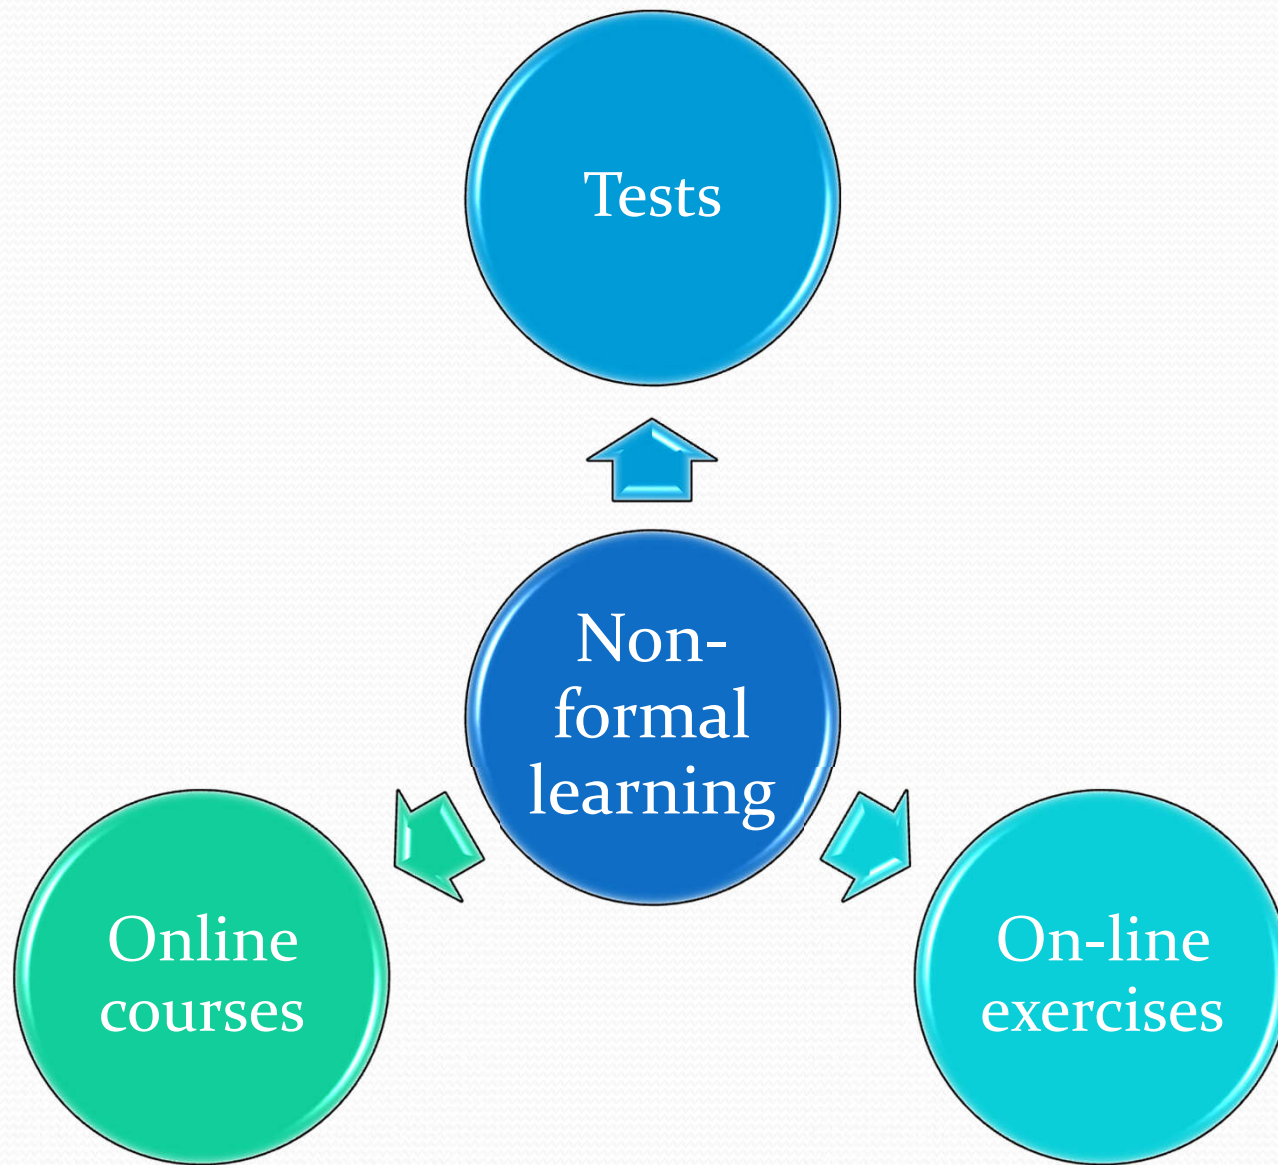 Tests
Non-
formal
learning
Online
courses
On-line
exercises